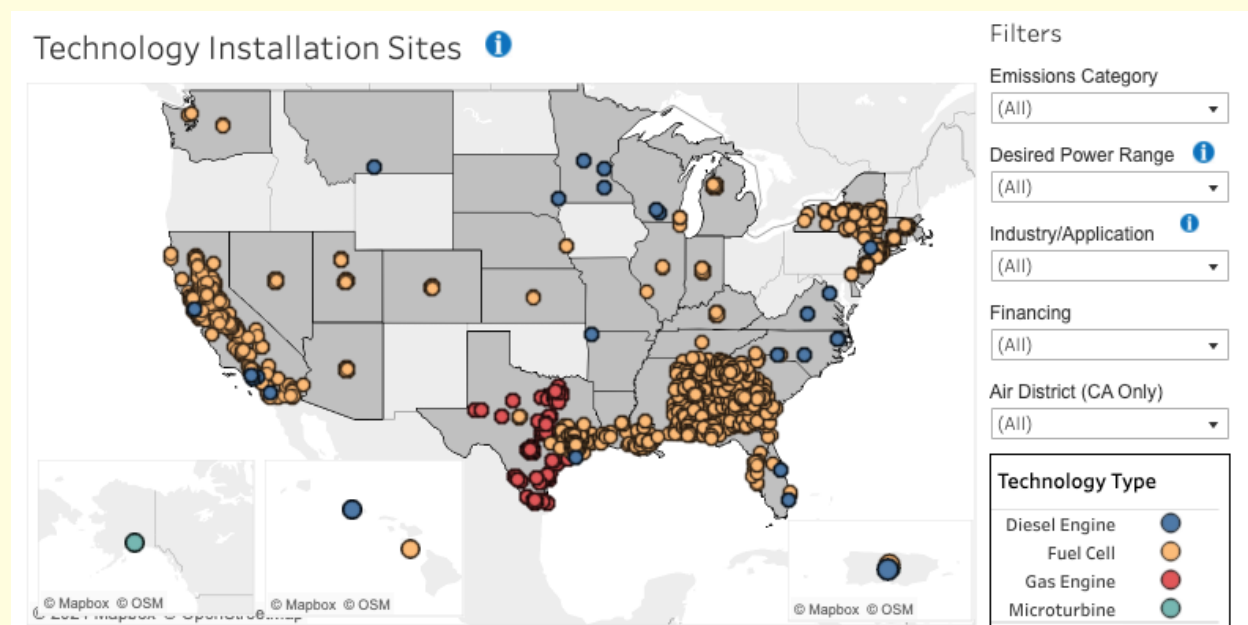 Technology Installation Sites
Filters
Emissions Category
(All)
Desired Power Range
(All)
Industry/Application
(All)
Financing
(All)
Air District (CA Only)
(All)
Technology Type
Diesel Engine
Fuel Cell
Gas Engine
Microturbine
© Mapbox © OSM
© Mapbox © OSM
© Mapbox © OSM